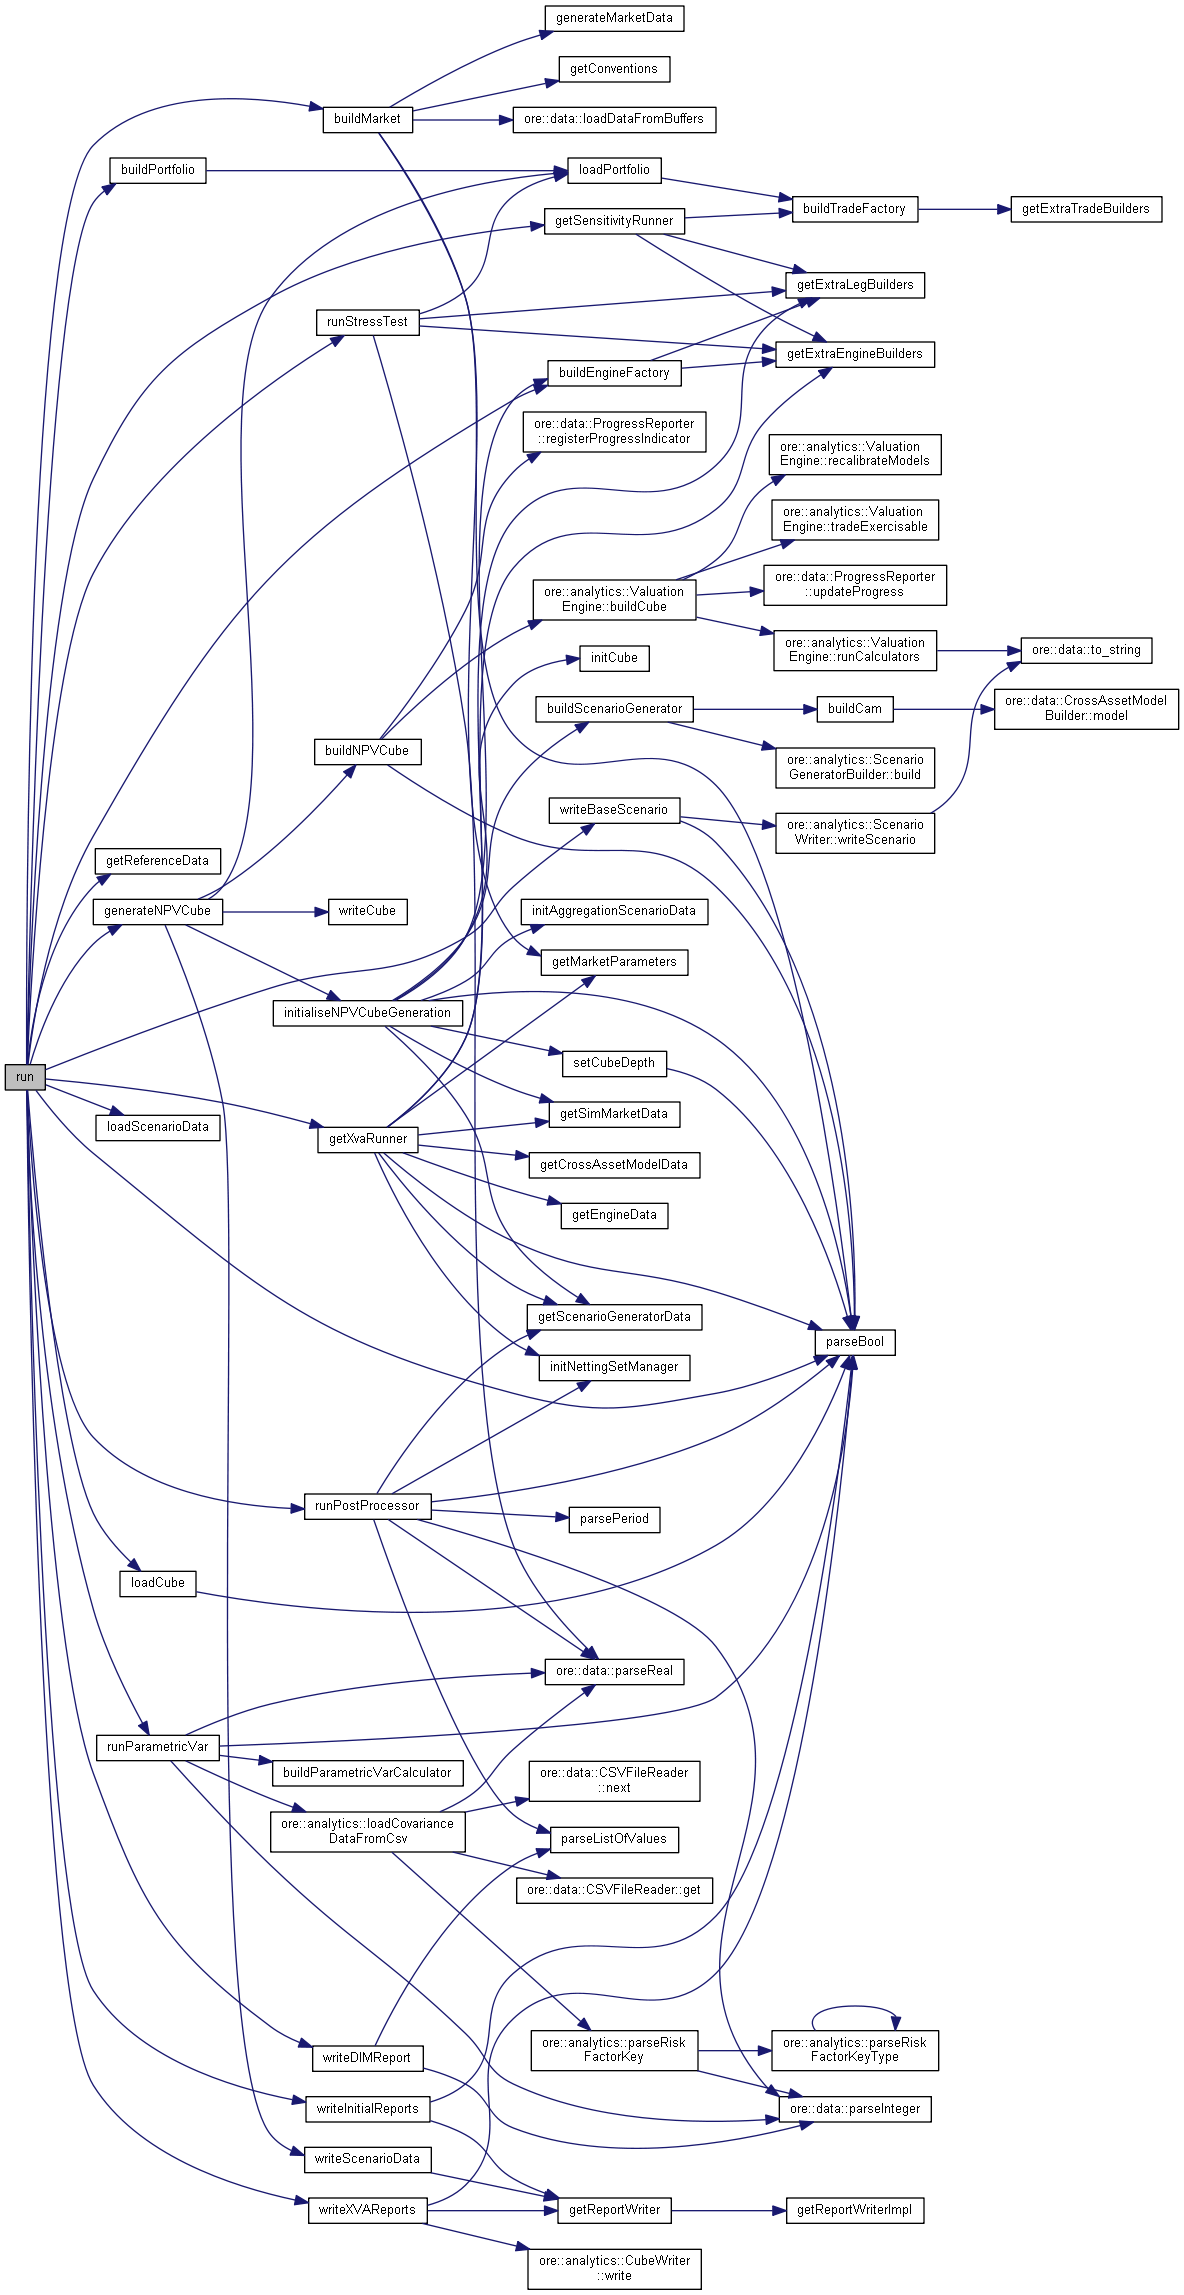 generateMarketData
getConventions
buildMarket
ore::data::loadDataFromBuffers
buildPortfolio
loadPortfolio
buildTradeFactory
getExtraTradeBuilders
getSensitivityRunner
getExtraLegBuilders
runStressTest
getExtraEngineBuilders
buildEngineFactory
ore::data::ProgressReporter
::registerProgressIndicator
ore::analytics::Valuation
Engine::recalibrateModels
ore::analytics::Valuation
Engine::tradeExercisable
ore::data::ProgressReporter
::updateProgress
ore::analytics::Valuation
Engine::buildCube
ore::analytics::Valuation
Engine::runCalculators
ore::data::to_string
initCube
buildScenarioGenerator
buildCam
ore::data::CrossAssetModel
Builder::model
buildNPVCube
ore::analytics::Scenario
GeneratorBuilder::build
writeBaseScenario
ore::analytics::Scenario
Writer::writeScenario
getReferenceData
generateNPVCube
writeCube
initAggregationScenarioData
getMarketParameters
initialiseNPVCubeGeneration
setCubeDepth
run
loadScenarioData
getSimMarketData
getXvaRunner
getCrossAssetModelData
getEngineData
getScenarioGeneratorData
parseBool
initNettingSetManager
runPostProcessor
parsePeriod
loadCube
ore::data::parseReal
runParametricVar
buildParametricVarCalculator
ore::data::CSVFileReader
::next
ore::analytics::loadCovariance
DataFromCsv
parseListOfValues
ore::data::CSVFileReader::get
ore::analytics::parseRisk
FactorKey
ore::analytics::parseRisk
FactorKeyType
writeDIMReport
writeInitialReports
ore::data::parseInteger
writeScenarioData
writeXVAReports
getReportWriter
getReportWriterImpl
ore::analytics::CubeWriter
::write